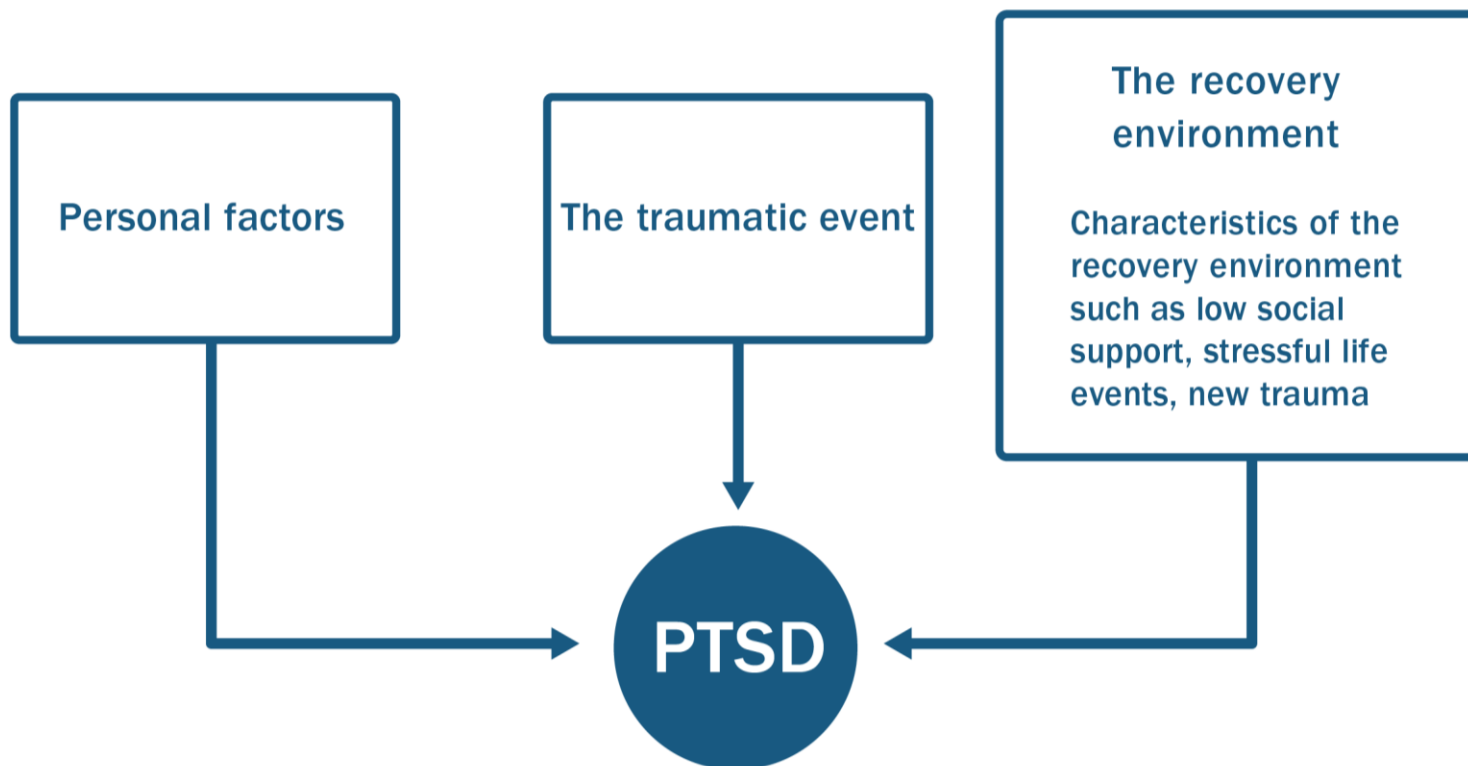 Personal factors
The traumatic event
The recovery
environment
Characteristics of the
recovery environment
such as low social
support, stressful life
events, new trauma
PTSD